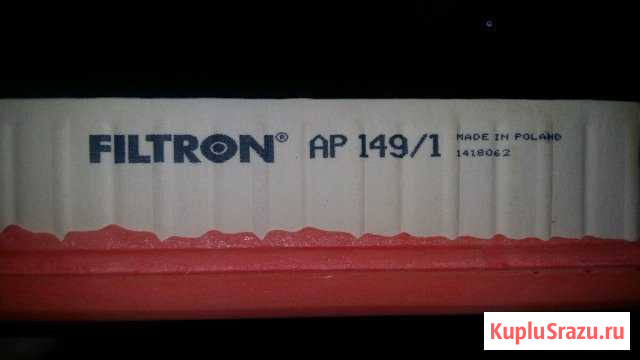 FILTRON® AP 149/1 MADE IN POLAND
1418062
KupluSrazu.ru